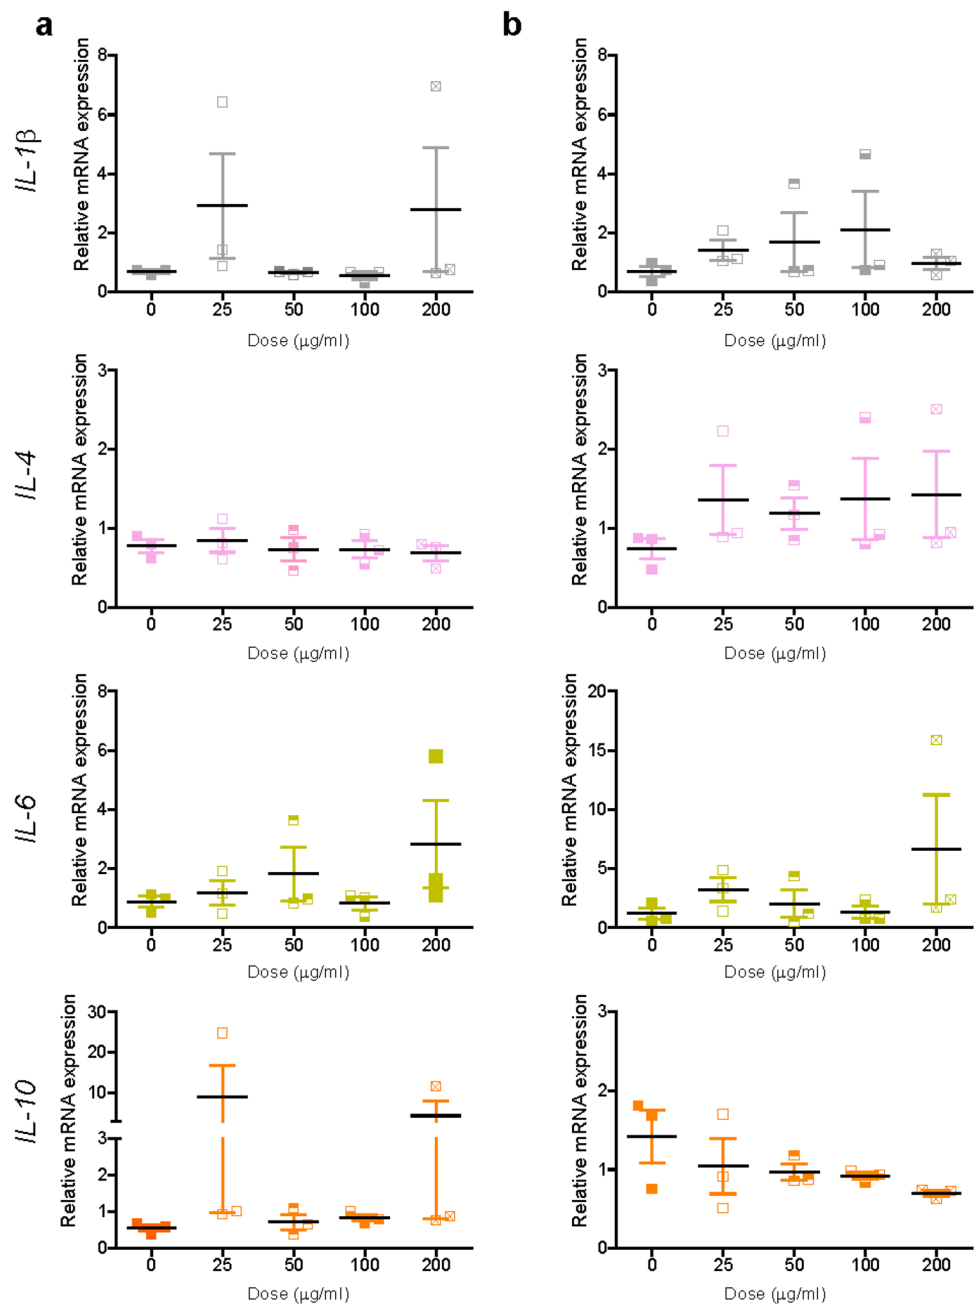 a b
IL-1β
Relative mRNA expression
8
6
4
2
0
0 25 50 100 200
Dose (μg/ml)
Relative mRNA expression
8
6
4
2
0
0 25 50 100 200
Dose (μg/ml)
IL-4
Relative mRNA expression
3
2
1
0
0 25 50 100 200
Dose (μg/ml)
Relative mRNA expression
3
2
1
0
0 25 50 100 200
Dose (μg/ml)
IL-6
Relative mRNA expression
8
6
4
2
0
0 25 50 100 200
Dose (μg/ml)
Relative mRNA expression
20
15
10
5
0
0 25 50 100 200
Dose (μg/ml)
IL-10
Relative mRNA expression
30
20
10
3
2
1
0
0 25 50 100 200
Dose (μg/ml)
Relative mRNA expression
3
2
1
0
0 25 50 100 200
Dose (μg/ml)